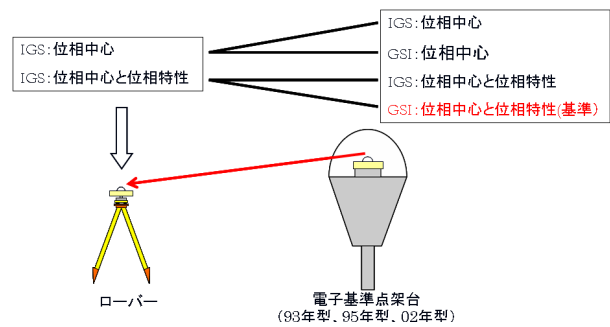 IGS:位相中心
IGS:位相中心と位相特性
IGS:位相中心
GSI:位相中心
IGS:位相中心と位相特性
GSI:位相中心と位相特性(基準)
ローバー
電子基準点架台
(93年型, 95年型, 02年型)